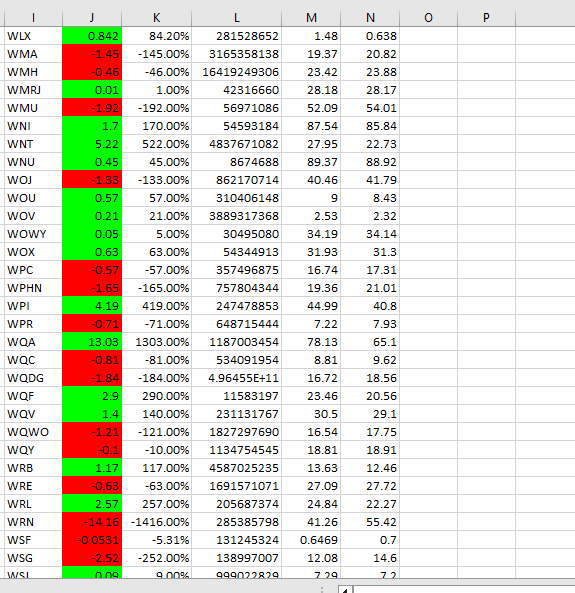 I J K L M N O P
WLX 0.842 84.20% 281528652 1.48 0.638
WMA -1.45 -145.00% 3165358138 19.37 20.82
WMH -0.46 -46.00% 16419249306 23.42 23.88
WMRJ 0.01 1.00% 42316660 28.18 28.17
WMU -1.92 -192.00% 56971086 52.09 54.01
WNI 1.7 170.00% 54593184 87.54 85.84
WNT 5.22 522.00% 4837671082 27.95 22.73
WNU 0.45 45.00% 8674688 89.37 88.92
WOJ -1.33 -133.00% 862170714 40.46 41.79
WOU 0.57 57.00% 310406148 9 8.43
WOV 0.21 21.00% 3889317368 2.53 2.32
WOWY 0.05 5.00% 30495080 34.19 34.14
WOX 0.63 63.00% 54344913 31.93 31.3
WPC -0.57 -57.00% 357496875 16.74 17.31
WPHN -1.65 -165.00% 757804344 19.36 21.01
WPI 4.19 419.00% 247478853 44.99 40.8
WPR -0.71 -71.00% 648715444 7.22 7.93
WQA 13.03 1303.00% 1187003454 78.13 65.1
WQC -0.81 -81.00% 534091954 8.81 9.62
WQDG -1.84 -184.00% 4.96455E+11 16.72 18.56
WQF 2.9 290.00% 11583197 23.46 20.56
WQV 1.4 140.00% 231131767 30.5 29.1
WQWO -1.21 -121.00% 1827297690 16.54 17.75
WQY -0.1 -10.00% 1134754545 18.81 18.91
WRB 1.17 117.00% 4587025235 13.63 12.46
WRE -0.63 -63.00% 1691571071 27.09 27.72
WRL 2.57 257.00% 205687374 24.84 22.27
WRN -14.16 -1416.00% 285385798 41.26 55.42
WSF -0.0531 -5.31% 131245324 0.6469 0.7
WSG -2.52 -252.00% 138997007 12.08 14.6
0.09 9.00% 999022829 7.29 7.2